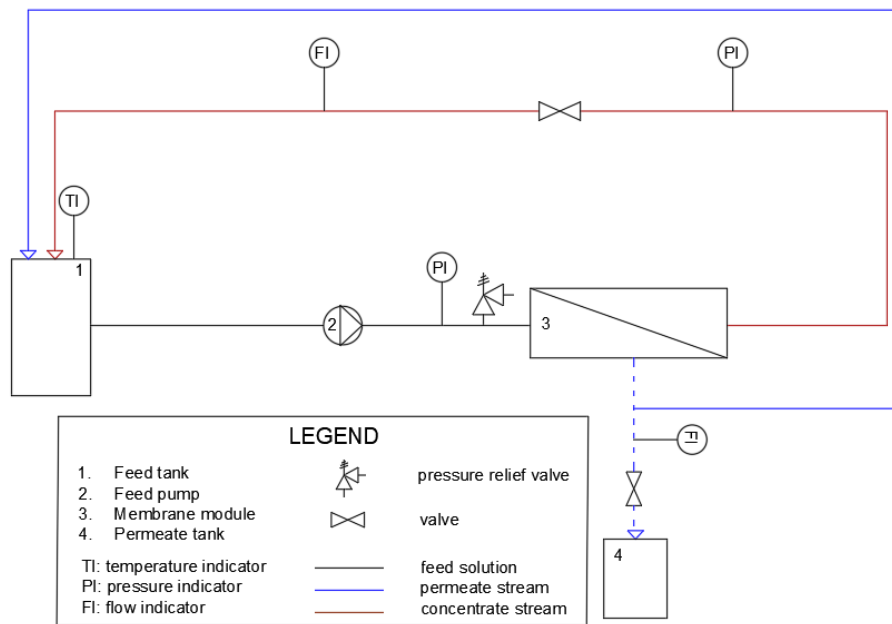 FI
PI
TI
1
PI
2
3
FI
4
LEGEND
1. Feed tank
2. Feed pump
3. Membrane module
4. Permeate tank
pressure relief valve
valve
TI: temperature indicator
PI: pressure indicator
FI: flow indicator
feed solution
permeate stream
concentrate stream